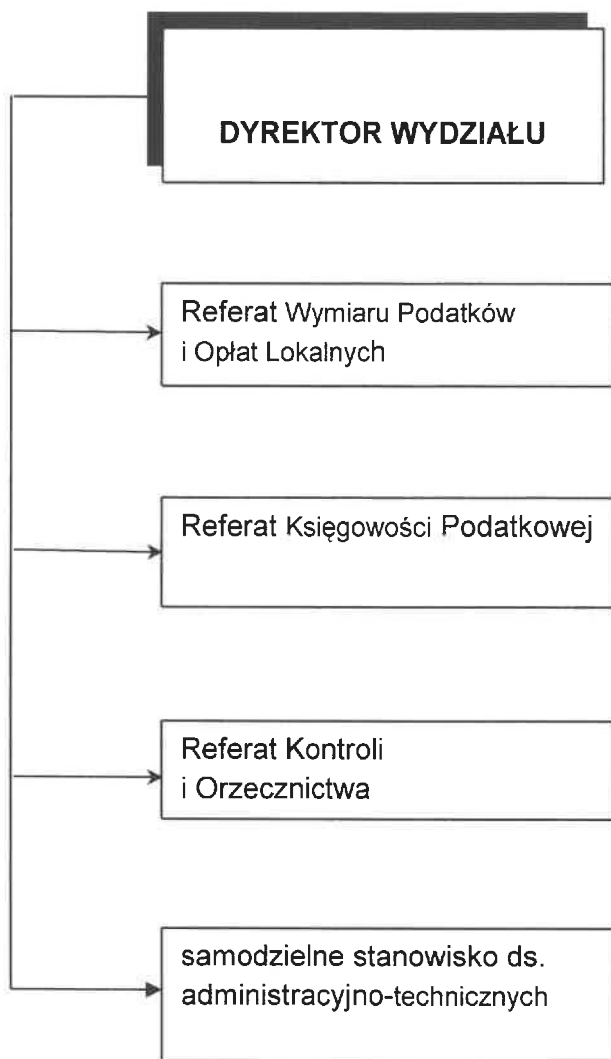 DYREKTOR WYDZIAŁU
Referat Wymiaru Podatków
i Opłat Lokalnych
Referat Księgowości Podatkowej
Referat Kontroli
i Orzecznictwa
samodzielne stanowisko ds.
administracyjno-technicznych